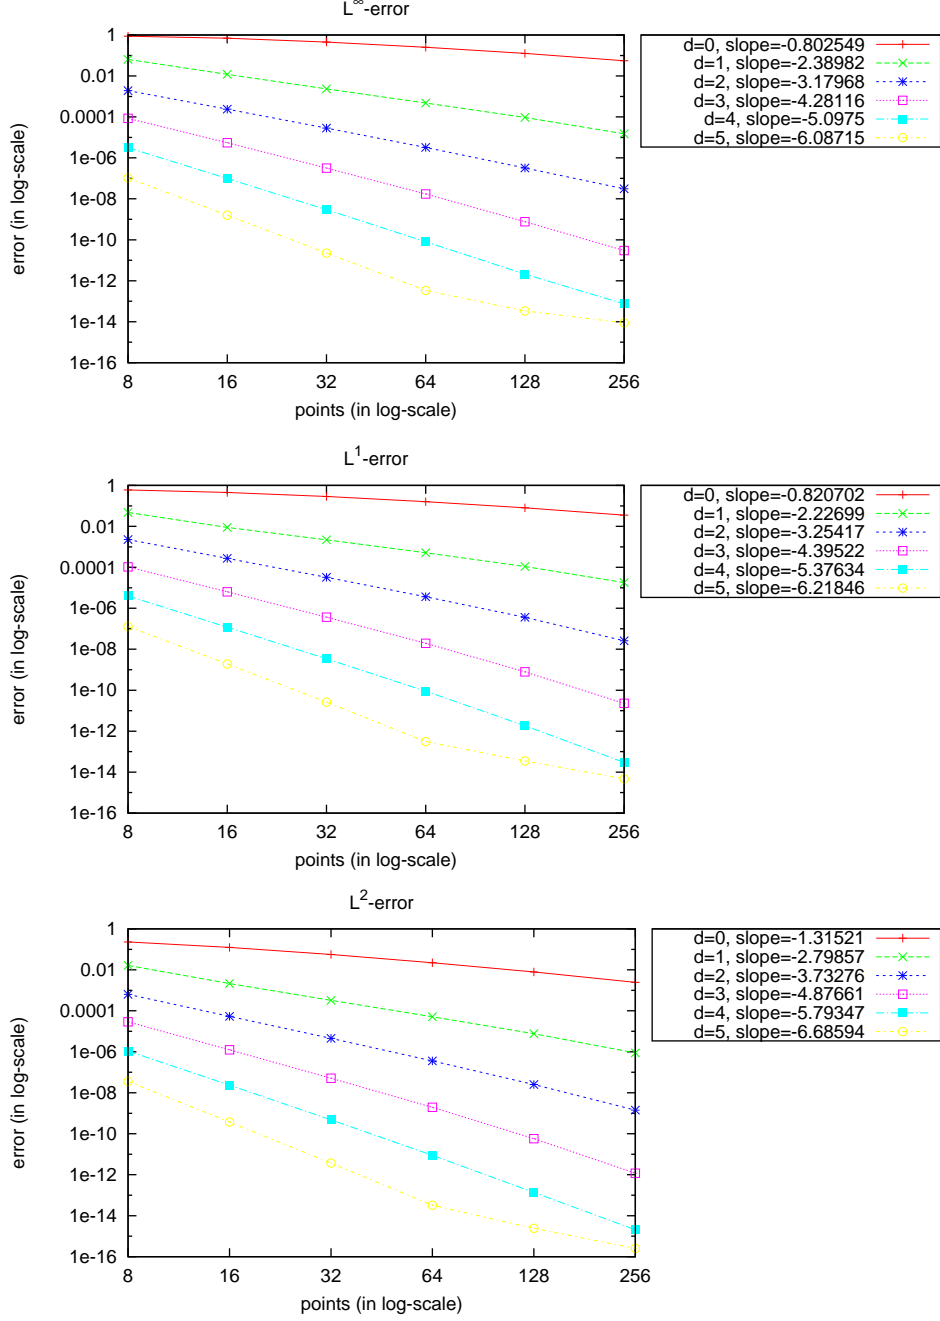 L∞-error
1
0.01
0.0001
1e-06
1e-08
1e-10
1e-12
1e-14
1e-16
8 16 32 64 128 256
error (in log-scale)
points (in log-scale)
d=0, slope=-0.802549
d=1, slope=-2.38982
d=2, slope=-3.17968
d=3, slope=-4.28116
d=4, slope=-5.0975
d=5, slope=-6.08715
L1-error
1
0.01
0.0001
1e-06
1e-08
1e-10
1e-12
1e-14
1e-16
8 16 32 64 128 256
error (in log-scale)
points (in log-scale)
d=0, slope=-0.820702
d=1, slope=-2.22699
d=2, slope=-3.25417
d=3, slope=-4.39522
d=4, slope=-5.37634
d=5, slope=-6.21846
L2-error
1
0.01
0.0001
1e-06
1e-08
1e-10
1e-12
1e-14
1e-16
8 16 32 64 128 256
error (in log-scale)
points (in log-scale)
d=0, slope=-1.31521
d=1, slope=-2.79857
d=2, slope=-3.73276
d=3, slope=-4.87661
d=4, slope=-5.79347
d=5, slope=-6.68594